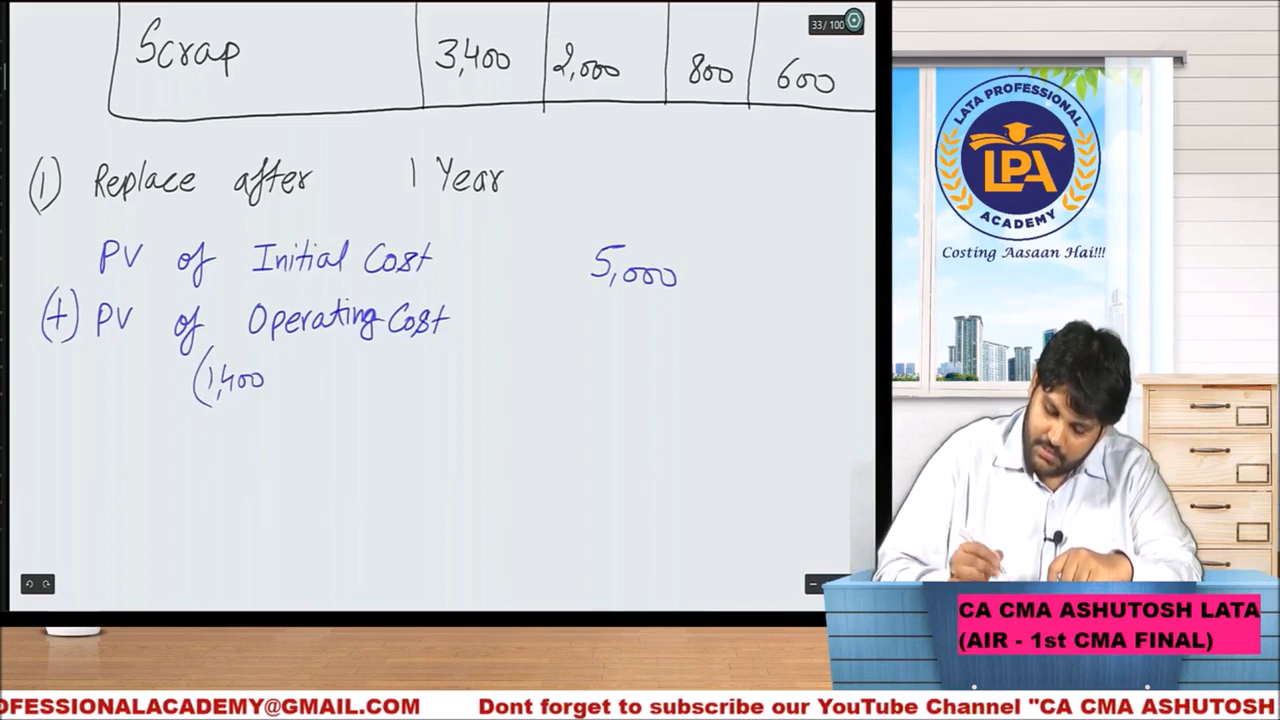 33/100
Scrap 3,400 2,000 800 600
(1) Replace after 1 Year
PV of Initial Cost 5,000
(+) PV of Operating Cost
(1,400
LATA PROFESSIONAL
LPA
ACADEMY
Costing Aasaan Hai!!!
CA CMA ASHUTOSH LATA
(AIR - 1st CMA FINAL)
OFESSIONALACADEMY@GMAIL.COM Dont forget to subscribe our YouTube Channel "CA CMA ASHUTOSH